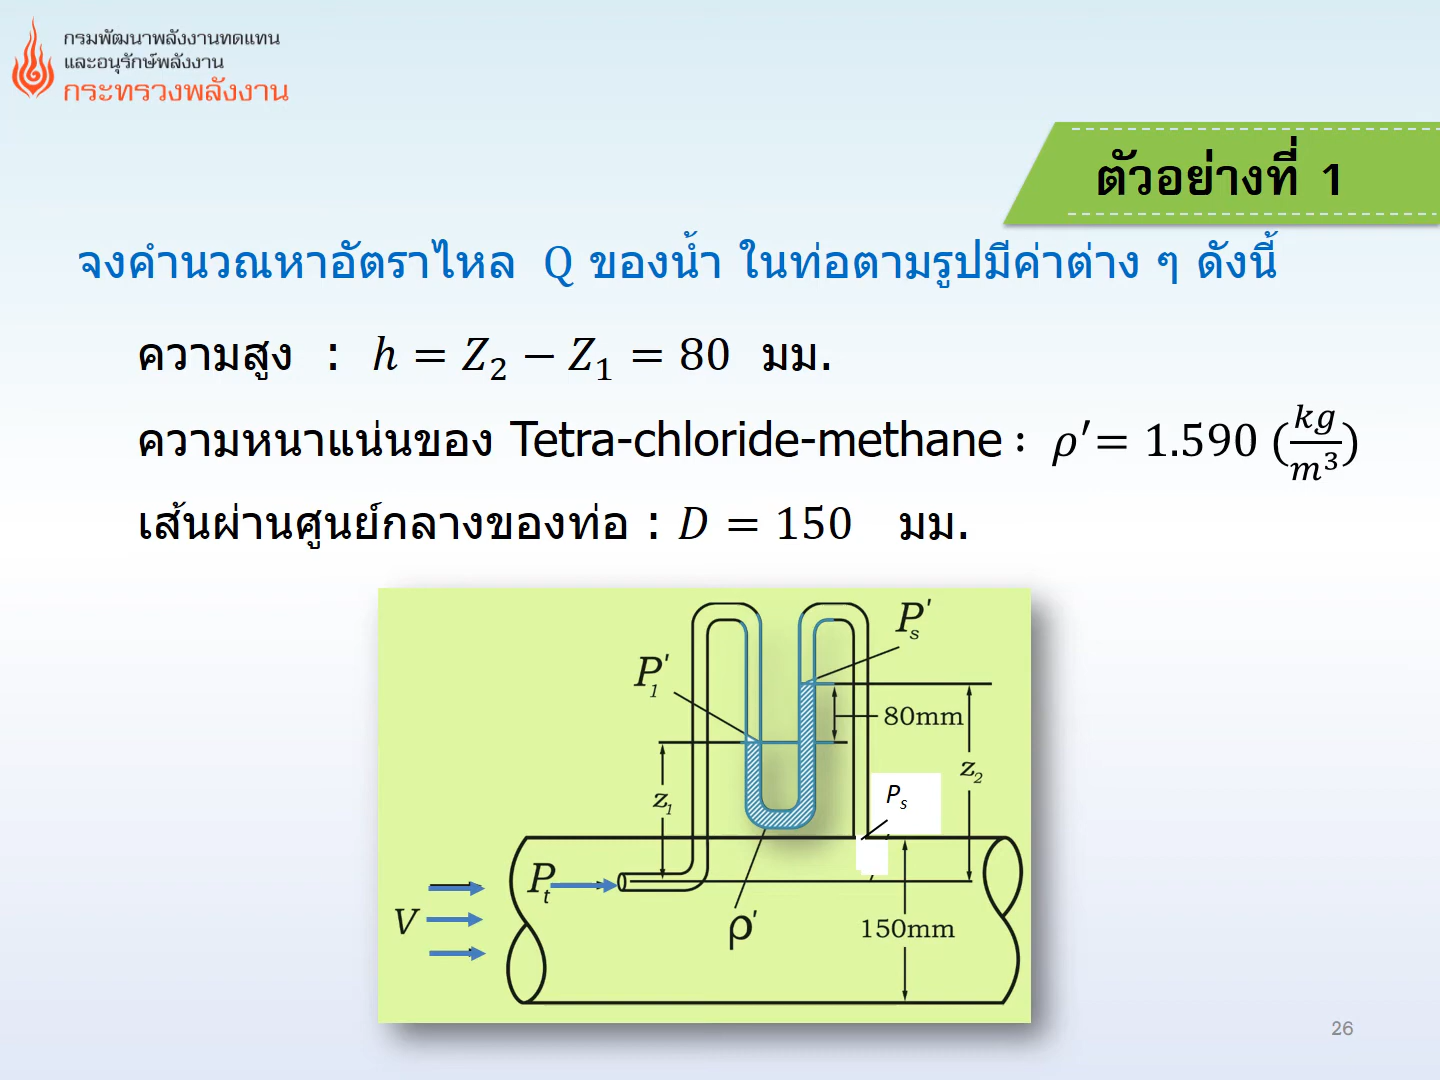 กรมพัฒนาพลังงานทดแทน
และอนุรักษ์พลังงาน
กระทรวงพลังงาน
ตัวอย่างที่ 1
จงคำนวณหาอัตราไหล Q ของน้ำ ในท่อตามรูปมีค่าต่าง ๆ ดังนี้
ความสูง : h = Z₂ − Z₁ = 80 มม.
ความหนาแน่นของ Tetra-chloride-methane : ρ′= 1.590 (kg/m³)
เส้นผ่านศูนย์กลางของท่อ : D = 150 มม.
P's
P'1
80mm
z₂
Ps
z₁
Pt
V
ρ'
150mm
26